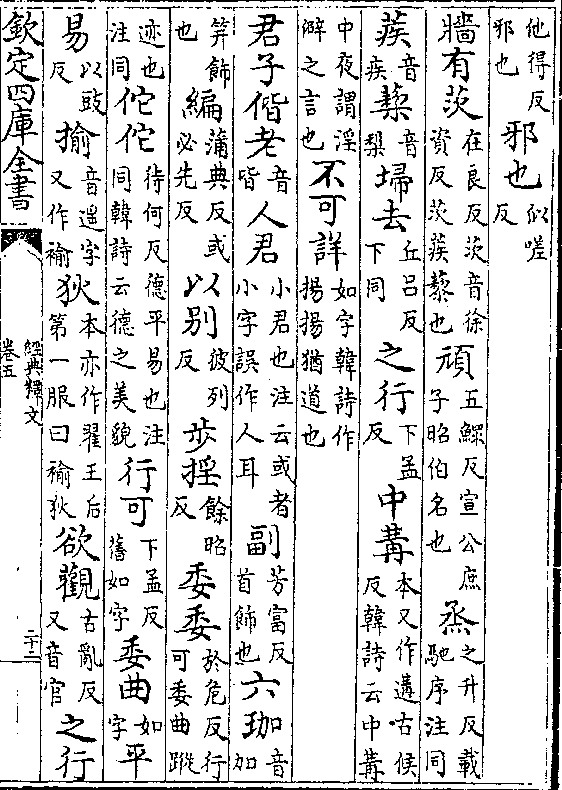 他得反邪也邪也似嗟反
牆有茨在良反茨音徐資反茨蒺藜也頑五鰥反宣公庶子昭伯名也烝之升反載馳序注同
蒺音疾藜音梨埽去丘呂反下同之行下孟反中冓本又作遘古候反韓詩云中冓
中夜謂淫僻之言也不可詳如字韓詩作揚揚猶道也
君子偕老音皆人君小君也注云或者小字誤作人耳副芳富反首飾也六珈音加
笄飾也編蒲典反或必先反以別彼列反步揺餘昭反委委於危反行可委曲蹤
迹也注同佗佗待何反德平易也注同韓詩云德之美貌行可下孟反舊如字委曲如字平
易以豉反揄音遥字又作褕狄本亦作翟王后第一服曰褕狄欲觀古亂反又音官之行
欽定四庫全書
經典釋文
卷五
二十三